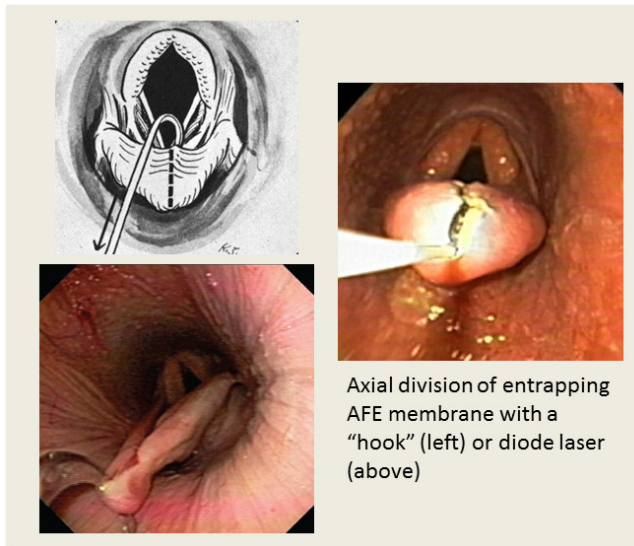 Axial division of entrapping
AFE membrane with a
“hook” (left) or diode laser
(above)